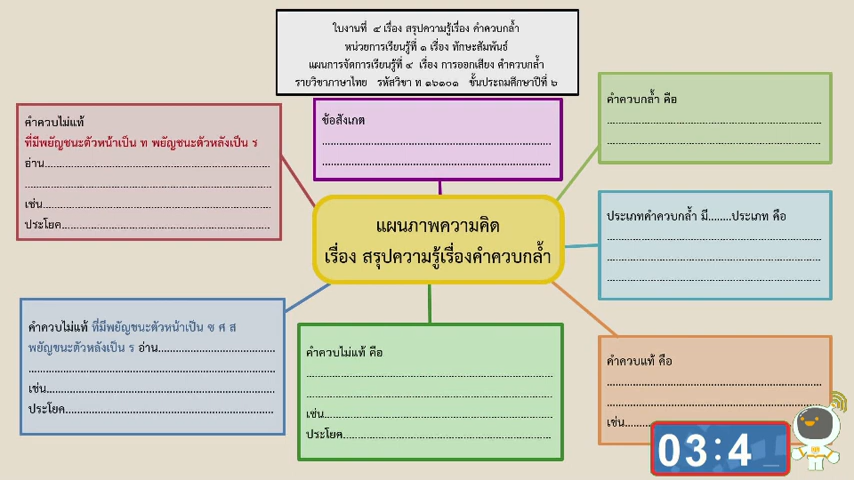 ใบงานที่ ๔ เรื่อง สรุปความรู้เรื่อง คำควบกล้ำ
หน่วยการเรียนรู้ที่ ๑ เรื่อง ทักษะสัมพันธ์
แผนการจัดการเรียนรู้ที่ ๔ เรื่อง การออกเสียง คำควบกล้ำ
รายวิชาภาษาไทย รหัสวิชา ท ๑๖๑๐๑ ชั้นประถมศึกษาปีที่ ๖
คำควบไม่แท้
ที่มีพยัญชนะตัวหน้าเป็น ท พยัญชนะตัวหลังเป็น ร
อ่าน................................................................
................................................................
เช่น................................................................
ประโยค................................................................
ข้อสังเกต
................................................................
................................................................
คำควบกล้ำ คือ
................................................................
................................................................
แผนภาพความคิด
เรื่อง สรุปความรู้เรื่องคำควบกล้ำ
ประเภทคำควบกล้ำ มี........ประเภท คือ
................................................................
................................................................
................................................................
คำควบไม่แท้ ที่มีพยัญชนะตัวหน้าเป็น ซ ศ ส
พยัญชนะตัวหลังเป็น ร อ่าน................................
................................................................
เช่น................................................................
ประโยค................................................................
คำควบไม่แท้ คือ
................................................................
................................................................
เช่น................................................................
ประโยค................................................................
คำควบแท้ คือ
................................................................
................................................................
เช่น........
03:4